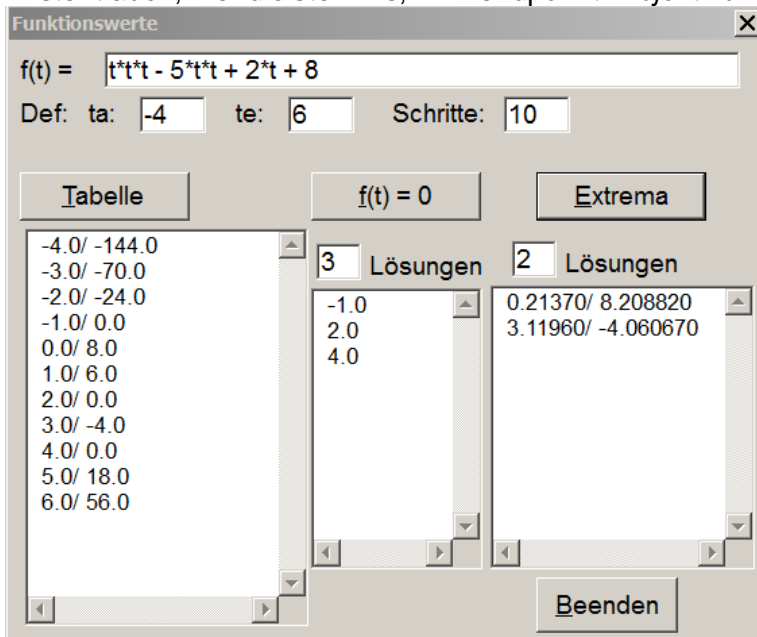 Funktionswerte
f(t) = t*t*t - 5*t*t + 2*t + 8
Def: ta: -4 te: 6 Schritte: 10
Tabelle f(t) = 0 Extrema
-4.0/ -144.0
-3.0/ -70.0
-2.0/ -24.0
-1.0/ 0.0
0.0/ 8.0
1.0/ 6.0
2.0/ 0.0
3.0/ -4.0
4.0/ 0.0
5.0/ 18.0
6.0/ 56.0
3 Lösungen
-1.0
2.0
4.0
2 Lösungen
0.21370/ 8.208820
3.11960/ -4.060670
Beenden